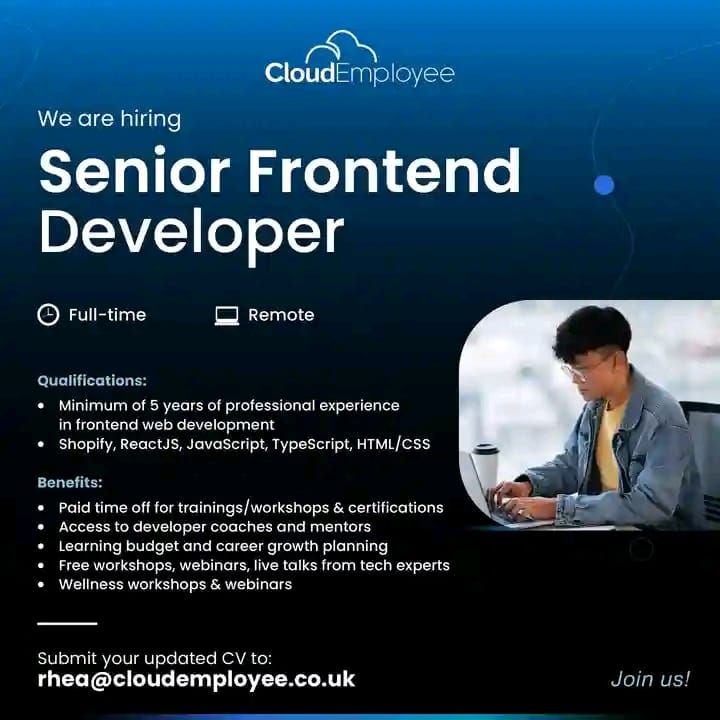 CloudEmployee
We are hiring
Senior Frontend
Developer
Full-time
Remote
Qualifications:
• Minimum of 5 years of professional experience
in frontend web development
• Shopify, ReactJS, JavaScript, TypeScript, HTML/CSS
Benefits:
• Paid time off for trainings/workshops & certifications
• Access to developer coaches and mentors
• Learning budget and career growth planning
• Free workshops, webinars, live talks from tech experts
• Wellness workshops & webinars
Submit your updated CV to:
rhea@cloudemployee.co.uk
Join us!